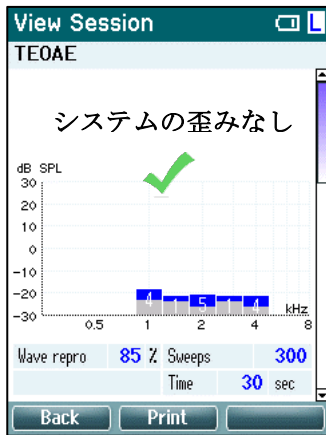 View Session L
TEOAE
システムの歪みなし
dB SPL
30
20
10
0
-10
-20
-30
4 1 5 1 4
kHz
0.5 1 2 4 8
Wave repro 85 % Sweeps 300
Time 30 sec
Back Print